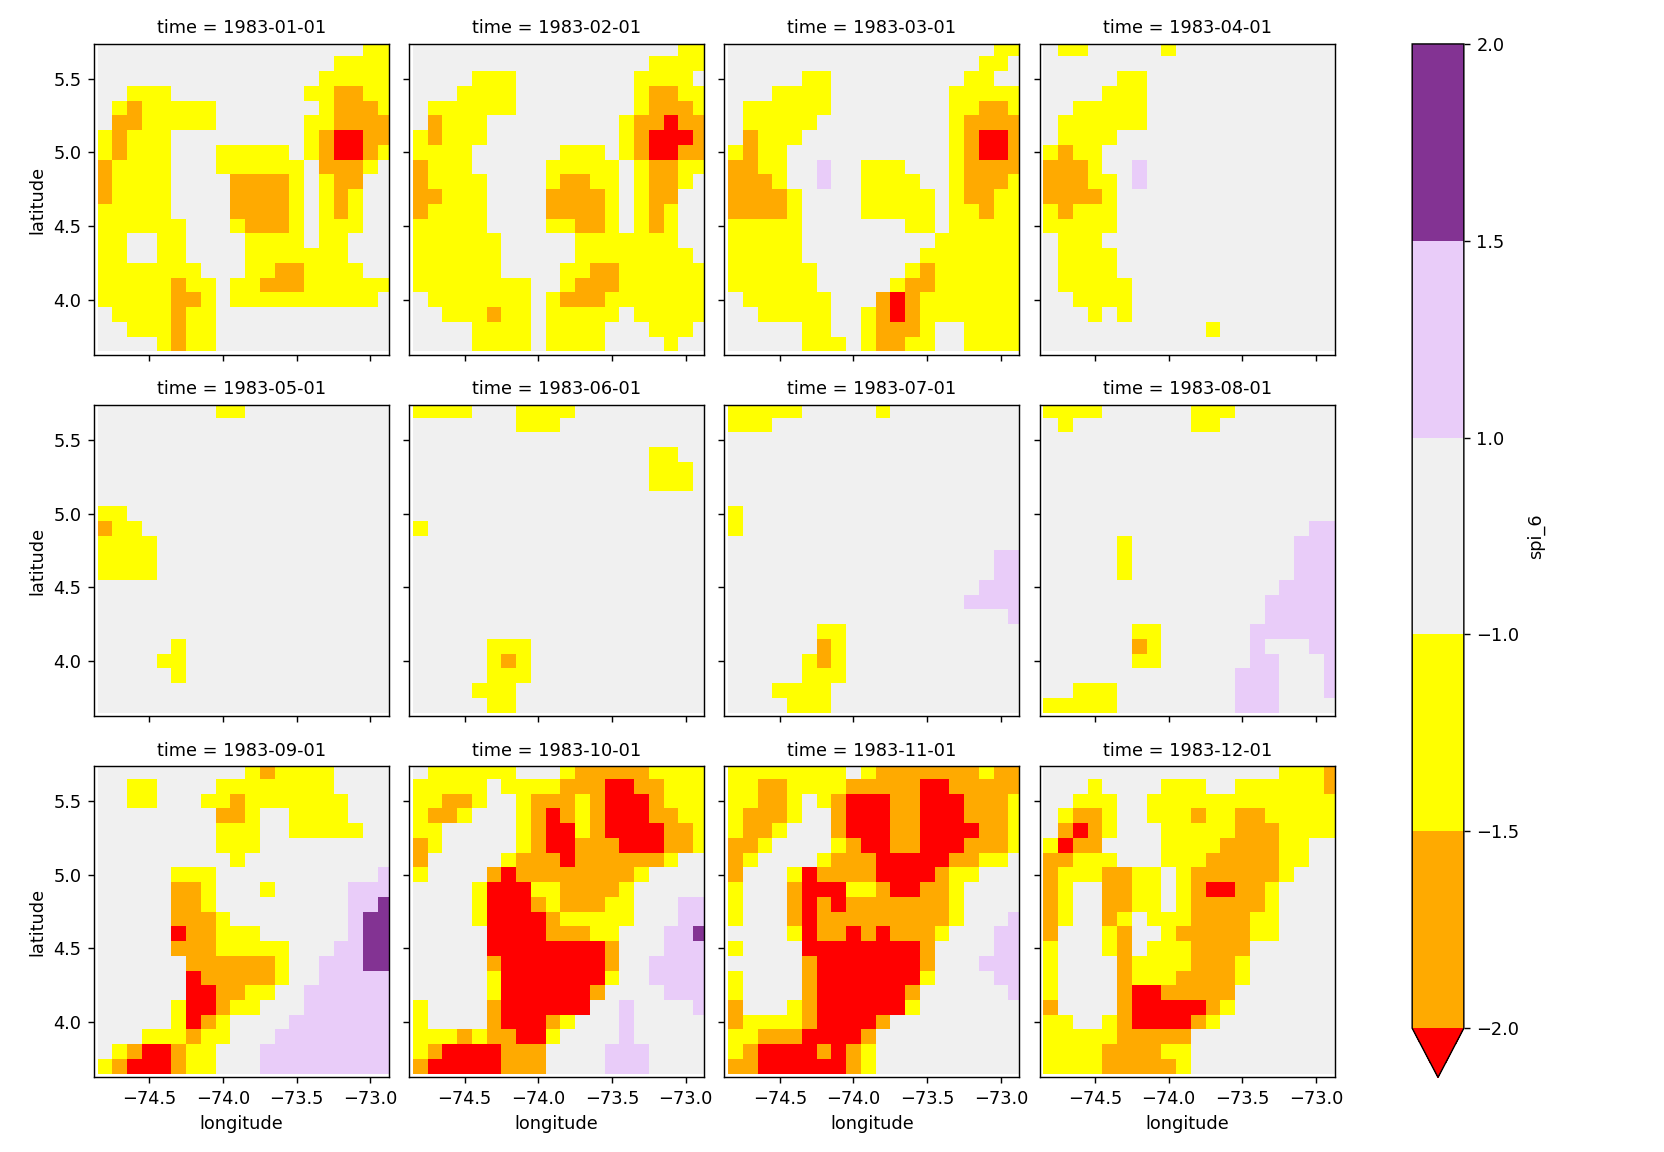 time = 1983-01-01
time = 1983-02-01
time = 1983-03-01
time = 1983-04-01
latitude
5.5
5.0
4.5
4.0
time = 1983-05-01
time = 1983-06-01
time = 1983-07-01
time = 1983-08-01
latitude
5.5
5.0
4.5
4.0
time = 1983-09-01
time = 1983-10-01
time = 1983-11-01
time = 1983-12-01
latitude
5.5
5.0
4.5
4.0
−74.5 −74.0 −73.5 −73.0
−74.5 −74.0 −73.5 −73.0
−74.5 −74.0 −73.5 −73.0
−74.5 −74.0 −73.5 −73.0
longitude
longitude
longitude
longitude
2.0
1.5
1.0
−1.0
−1.5
−2.0
spi_6